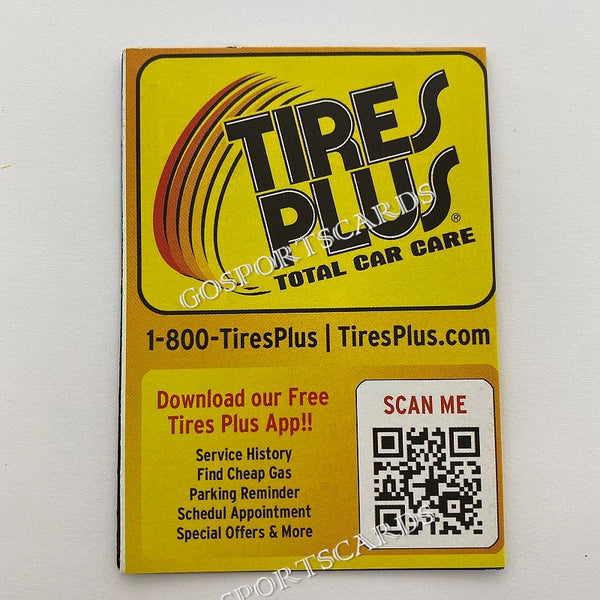 TIRES
PLUS®
TOTAL CAR CARE
1-800-TiresPlus | TiresPlus.com
Download our Free
Tires Plus App!!
Service History
Find Cheap Gas
Parking Reminder
Schedul Appointment
Special Offers & More
SCAN ME
GOSPORTSCARDS
GOSPORTSCARDS